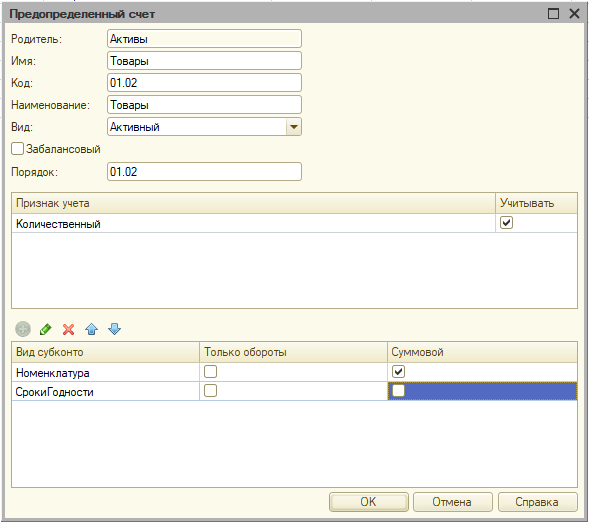 Предопределенный счет
Родитель: Активы
Имя: Товары
Код: 01.02
Наименование: Товары
Вид: Активный
Забалансовый
Порядок: 01.02
Признак учета Учитывать
Количественный
Вид субконто Только обороты Суммовой
Номенклатура
СрокиГодности
OK Отмена Справка